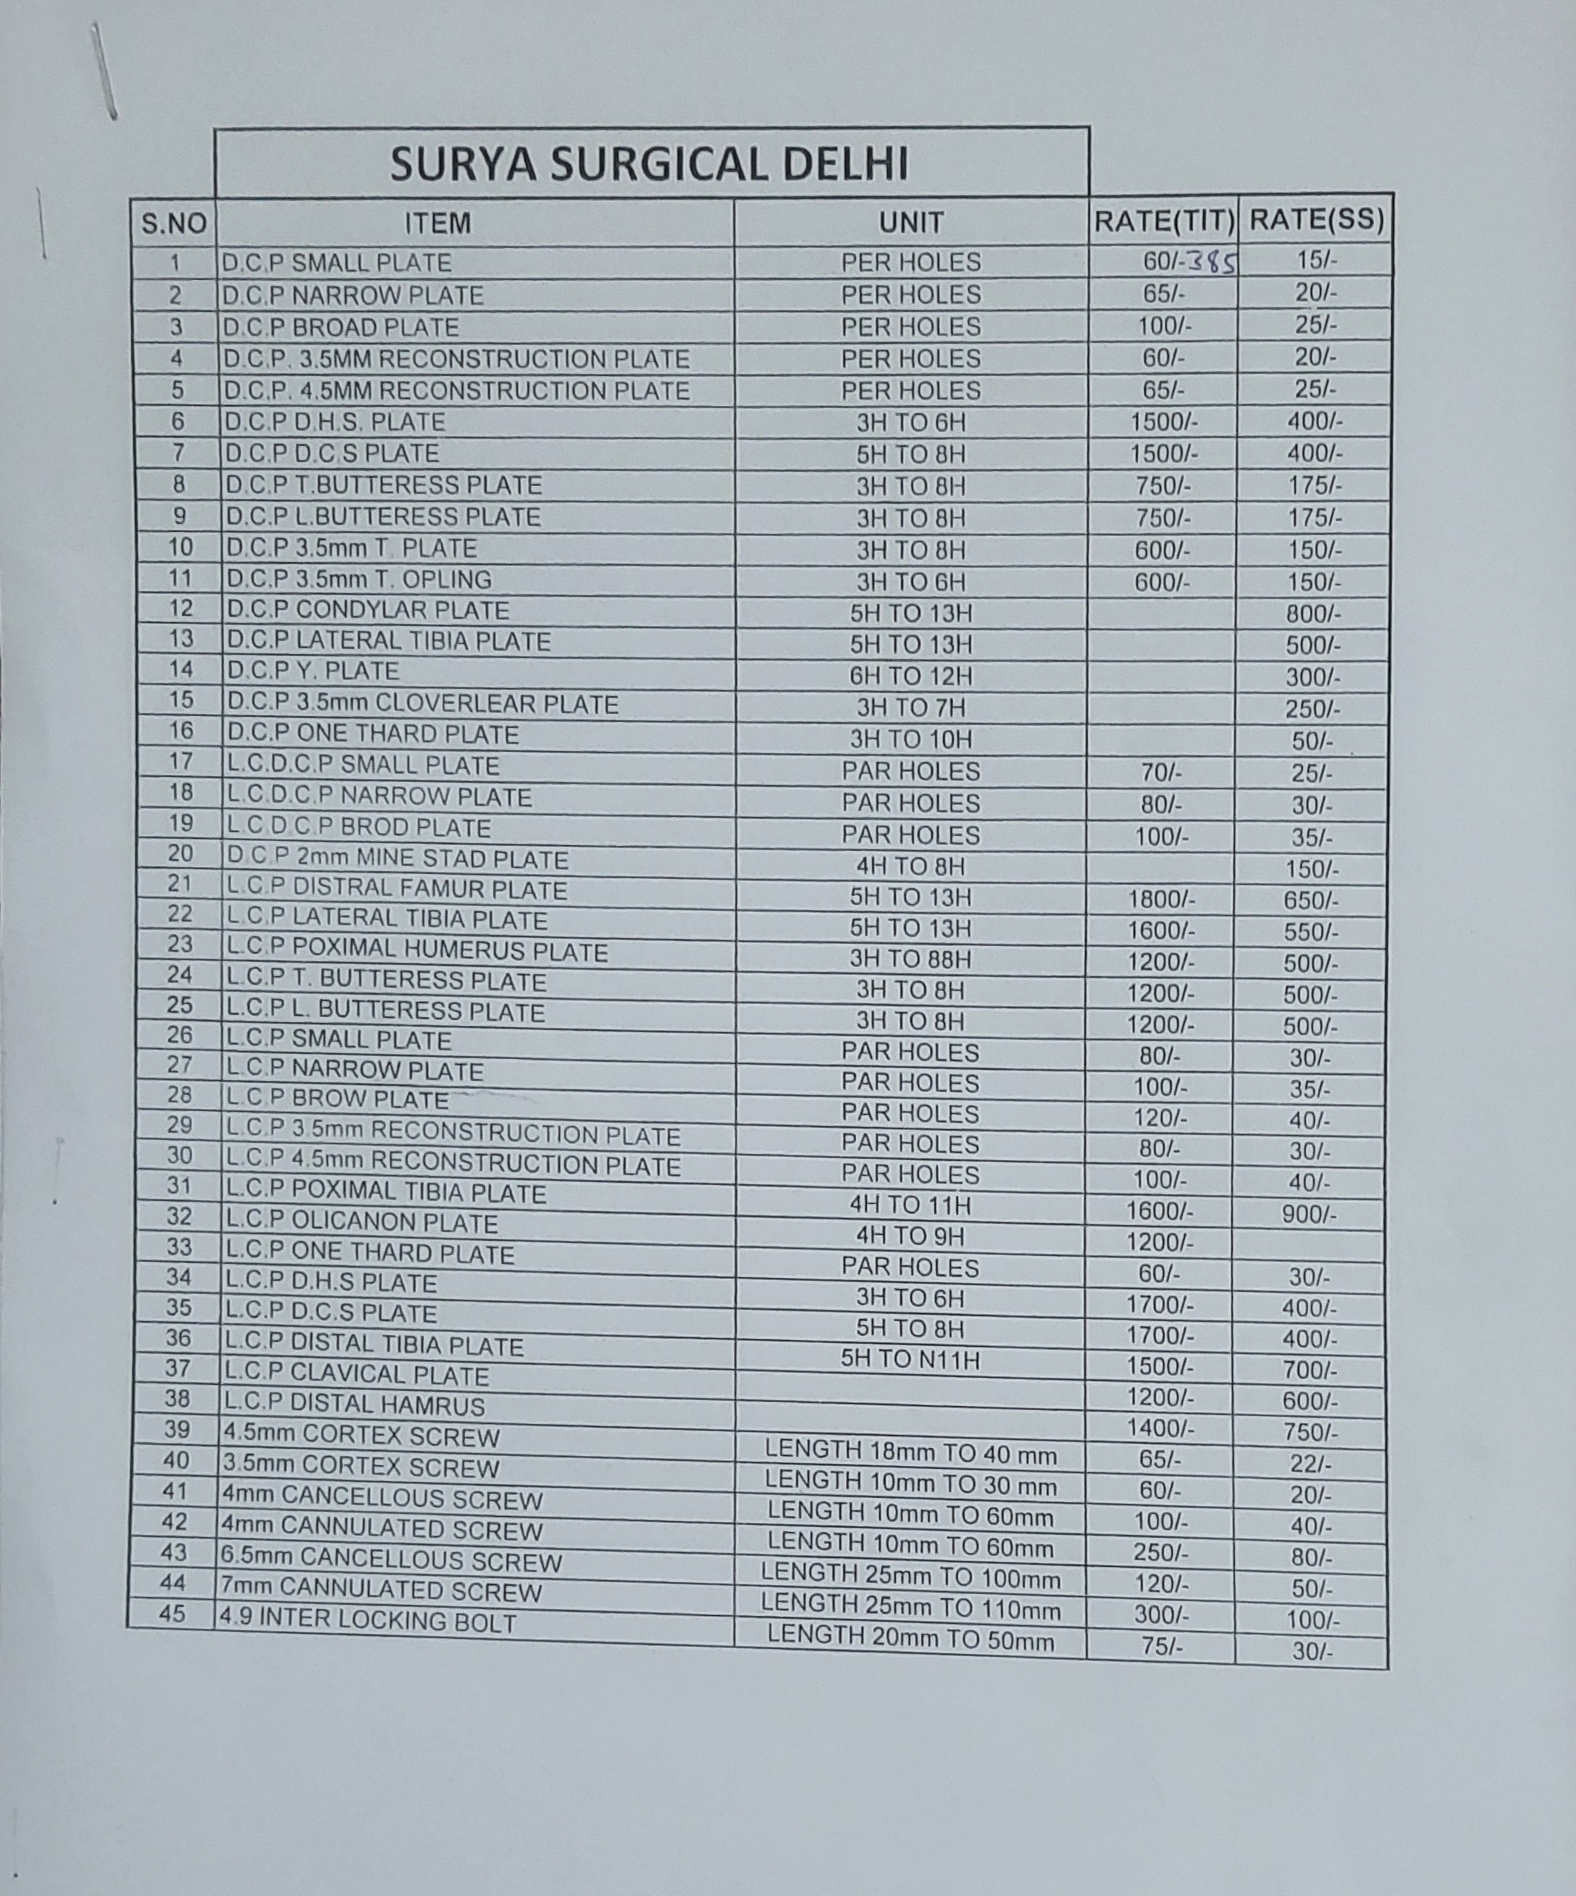 SURYA SURGICAL DELHI
S.NO ITEM UNIT RATE(TIT) RATE(SS)
1 D.C.P SMALL PLATE PER HOLES 60/-385 15/-
2 D.C.P NARROW PLATE PER HOLES 65/- 20/-
3 D.C.P BROAD PLATE PER HOLES 100/- 25/-
4 D.C.P. 3.5MM RECONSTRUCTION PLATE PER HOLES 60/- 20/-
5 D.C.P. 4.5MM RECONSTRUCTION PLATE PER HOLES 65/- 25/-
6 D.C.P D.H.S. PLATE 3H TO 6H 1500/- 400/-
7 D.C.P D.C.S PLATE 5H TO 8H 1500/- 400/-
8 D.C.P T.BUTTERESS PLATE 3H TO 8H 750/- 175/-
9 D.C.P L.BUTTERESS PLATE 3H TO 8H 750/- 175/-
10 D.C.P 3.5mm T. PLATE 3H TO 8H 600/- 150/-
11 D.C.P 3.5mm T. OPLING 3H TO 6H 600/- 150/-
12 D.C.P CONDYLAR PLATE 5H TO 13H 800/-
13 D.C.P LATERAL TIBIA PLATE 5H TO 13H 500/-
14 D.C.P Y. PLATE 6H TO 12H 300/-
15 D.C.P 3.5mm CLOVERLEAR PLATE 3H TO 7H 250/-
16 D.C.P ONE THARD PLATE 3H TO 10H 50/-
17 L.C.D.C.P SMALL PLATE PAR HOLES 70/- 25/-
18 L.C.D.C.P NARROW PLATE PAR HOLES 80/- 30/-
19 L.C.D.C.P BROD PLATE PAR HOLES 100/- 35/-
20 D.C.P 2mm MINE STAD PLATE 4H TO 8H 150/-
21 L.C.P DISTRAL FAMUR PLATE 5H TO 13H 1800/- 650/-
22 L.C.P LATERAL TIBIA PLATE 5H TO 13H 1600/- 550/-
23 L.C.P POXIMAL HUMERUS PLATE 3H TO 88H 1200/- 500/-
24 L.C.P T. BUTTERESS PLATE 3H TO 8H 1200/- 500/-
25 L.C.P L. BUTTERESS PLATE 3H TO 8H 1200/- 500/-
26 L.C.P SMALL PLATE PAR HOLES 80/- 30/-
27 L.C.P NARROW PLATE PAR HOLES 100/- 35/-
28 L.C.P BROW PLATE PAR HOLES 120/- 40/-
29 L.C.P 3.5mm RECONSTRUCTION PLATE PAR HOLES 80/- 30/-
30 L.C.P 4.5mm RECONSTRUCTION PLATE PAR HOLES 100/- 40/-
31 L.C.P POXIMAL TIBIA PLATE 4H TO 11H 1600/- 900/-
32 L.C.P OLICANON PLATE 4H TO 9H 1200/-
33 L.C.P ONE THARD PLATE PAR HOLES 60/- 30/-
34 L.C.P D.H.S PLATE 3H TO 6H 1700/- 400/-
35 L.C.P D.C.S PLATE 5H TO 8H 1700/- 400/-
36 L.C.P DISTAL TIBIA PLATE 5H TO N11H 1500/- 700/-
37 L.C.P CLAVICAL PLATE 1200/- 600/-
38 L.C.P DISTAL HAMRUS 1400/- 750/-
39 4.5mm CORTEX SCREW LENGTH 18mm TO 40 mm 65/- 22/-
40 3.5mm CORTEX SCREW LENGTH 10mm TO 30 mm 60/- 20/-
41 4mm CANCELLOUS SCREW LENGTH 10mm TO 60mm 100/- 40/-
42 4mm CANNULATED SCREW LENGTH 10mm TO 60mm 250/- 80/-
43 6.5mm CANCELLOUS SCREW LENGTH 25mm TO 100mm 120/- 50/-
44 7mm CANNULATED SCREW LENGTH 25mm TO 110mm 300/- 100/-
45 4.9 INTER LOCKING BOLT LENGTH 20mm TO 50mm 75/- 30/-